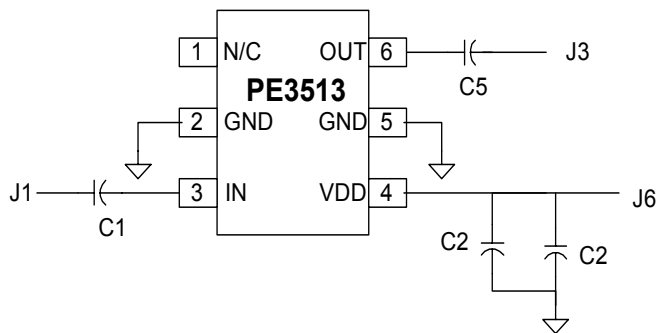 1 N/C OUT 6 J3
C5
PE3513
2 GND GND 5
J1 3 IN VDD 4 J6
C1
C2 C2